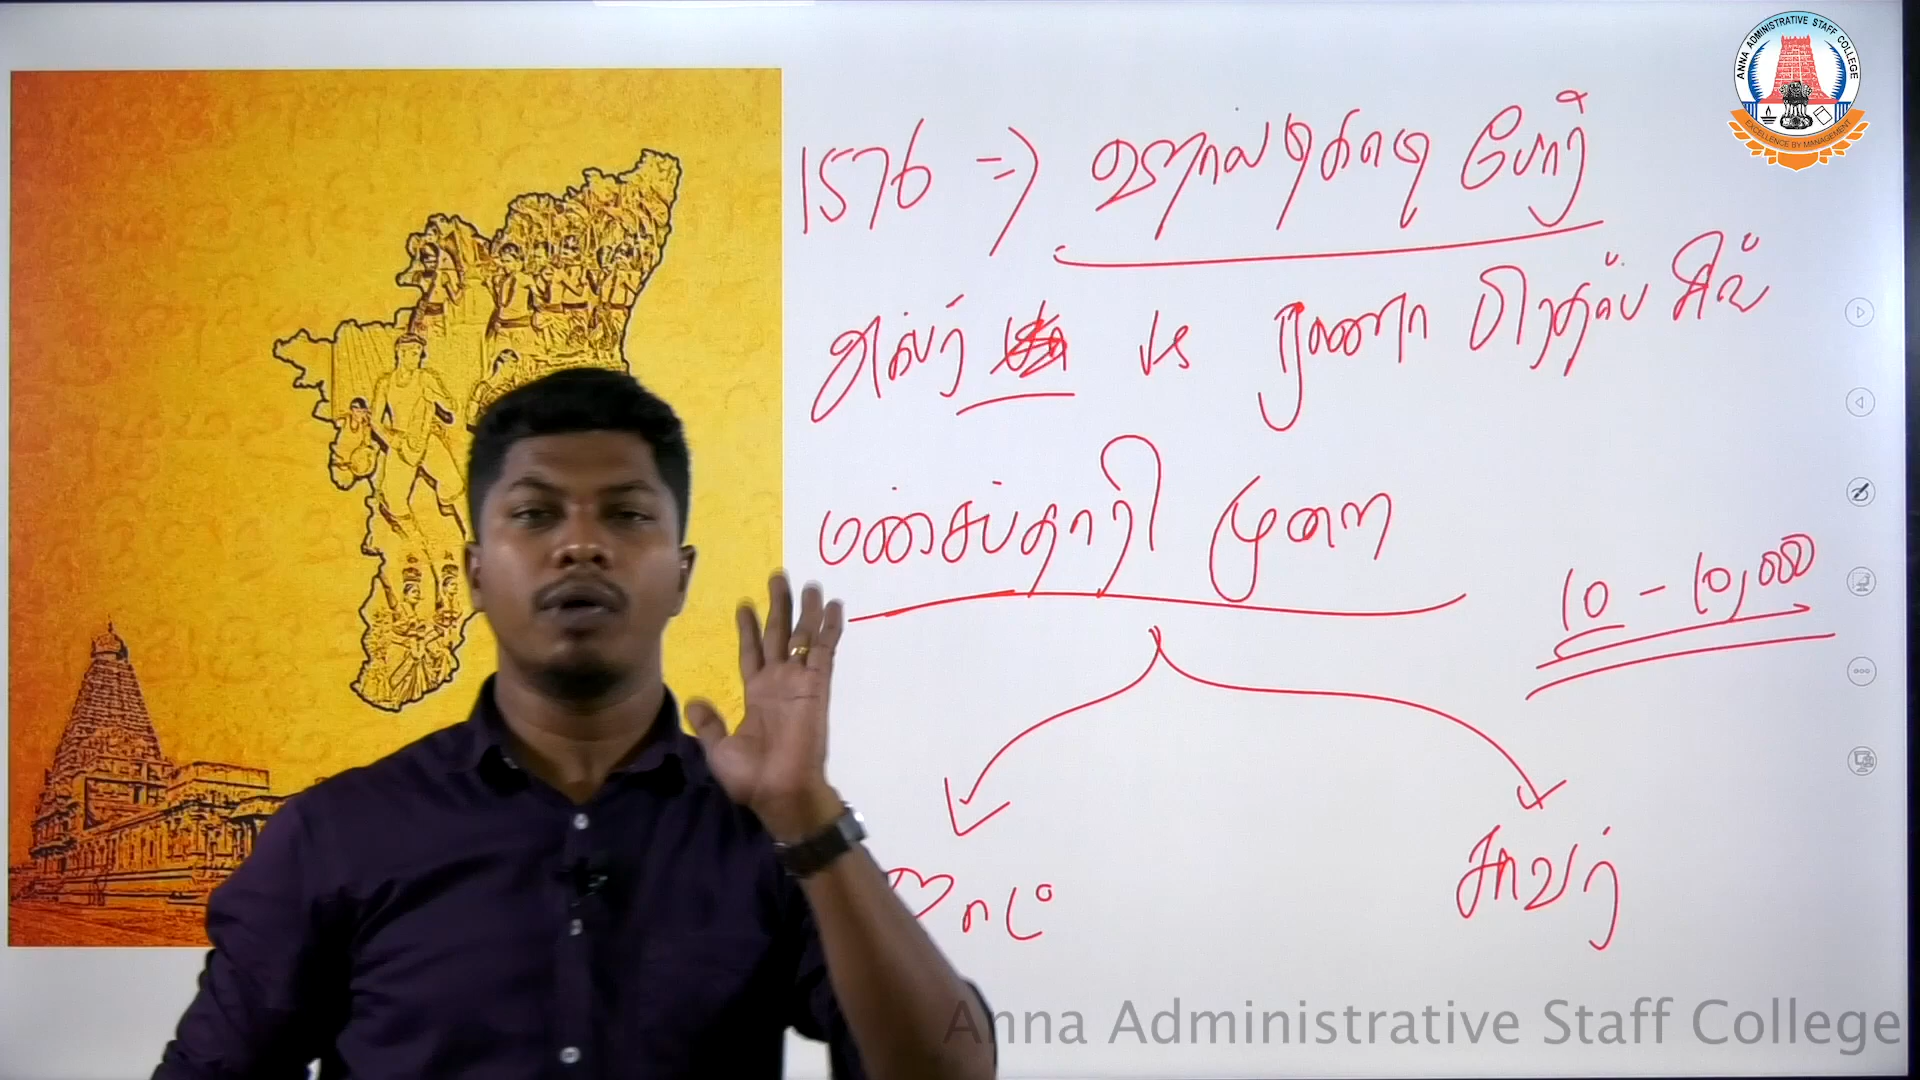 ANNA ADMINISTRATIVE STAFF COLLEGE
EXCELLENCE BY MANAGEMENT
1576 => ஹால்டிகாடி போர்
அக்பர் vs ராணா பிரதாப் சிங்
மன்சப்தாரி முறை
10 - 10,000
ஜாட்
சாவர்
Anna Administrative Staff College